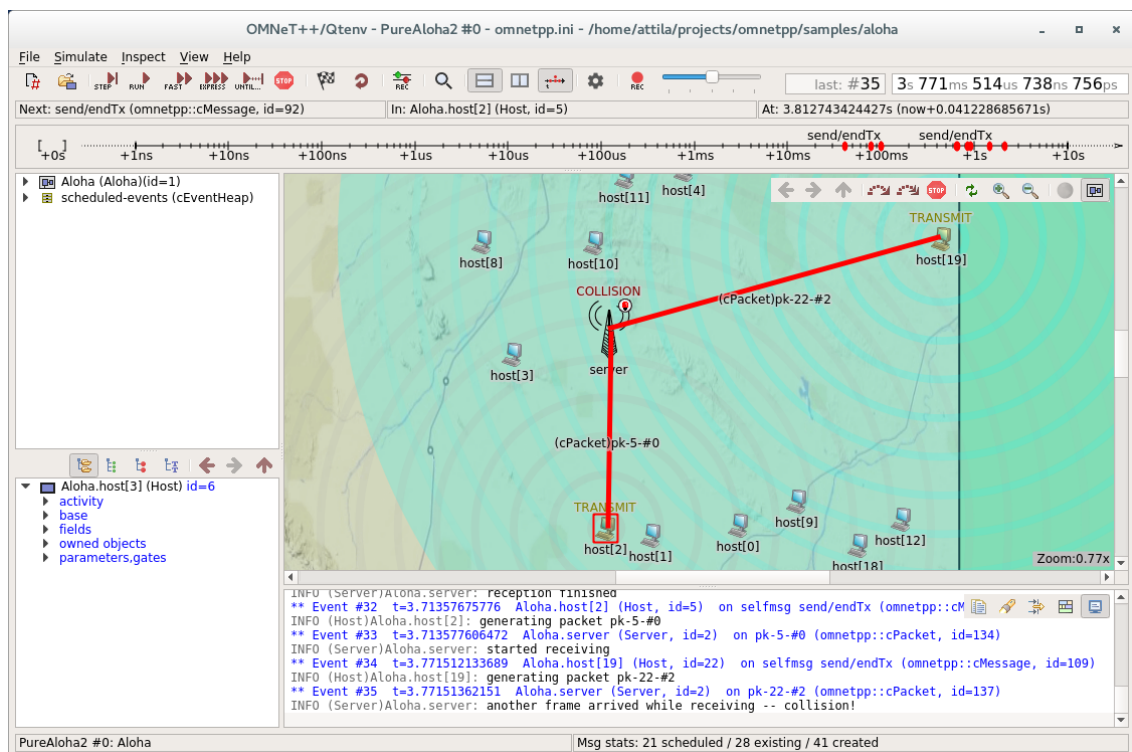 OMNeT++/Qtenv - PureAloha2 #0 - omnetpp.ini - /home/attila/projects/omnetpp/samples/aloha
File Simulate Inspect View Help
STEP RUN FAST EXPRESS UNTIL... STOP REC REC last: #35 3s 771ms 514us 738ns 756ps
Next: send/endTx (omnetpp::cMessage, id=92) In: Aloha.host[2] (Host, id=5) At: 3.812743424427s (now+0.041228685671s)
send/endTx send/endTx
+0s +1ns +10ns +100ns +1us +10us +100us +1ms +10ms +100ms +1s +10s
Aloha (Aloha)(id=1)
scheduled-events (cEventHeap)
STOP
host[11]
host[4]
TRANSMIT
host[19]
host[8]
host[10]
COLLISION
(cPacket)pk-22-#2
server
host[3]
(cPacket)pk-5-#0
TRANSMIT
host[2]
host[1]
host[0]
host[9]
host[12]
host[18]
Zoom:0.77x
Aloha.host[3] (Host) id=6
activity
base
fields
owned objects
parameters,gates
INFO (Server)Aloha.server: reception finished
** Event #32 t=3.71357675776 Aloha.host[2] (Host, id=5) on selfmsg send/endTx (omnetpp::cM
INFO (Host)Aloha.host[2]: generating packet pk-5-#0
** Event #33 t=3.713577606472 Aloha.server (Server, id=2) on pk-5-#0 (omnetpp::cPacket, id=134)
INFO (Server)Aloha.server: started receiving
** Event #34 t=3.771512133689 Aloha.host[19] (Host, id=22) on selfmsg send/endTx (omnetpp::cMessage, id=109)
INFO (Host)Aloha.host[19]: generating packet pk-22-#2
** Event #35 t=3.77151362151 Aloha.server (Server, id=2) on pk-22-#2 (omnetpp::cPacket, id=137)
INFO (Server)Aloha.server: another frame arrived while receiving -- collision!
PureAloha2 #0: Aloha
Msg stats: 21 scheduled / 28 existing / 41 created